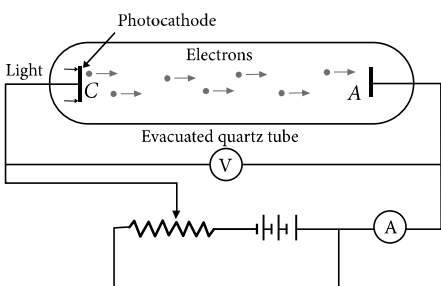 Photocathode
Electrons
Light
C
A
Evacuated quartz tube
V
A